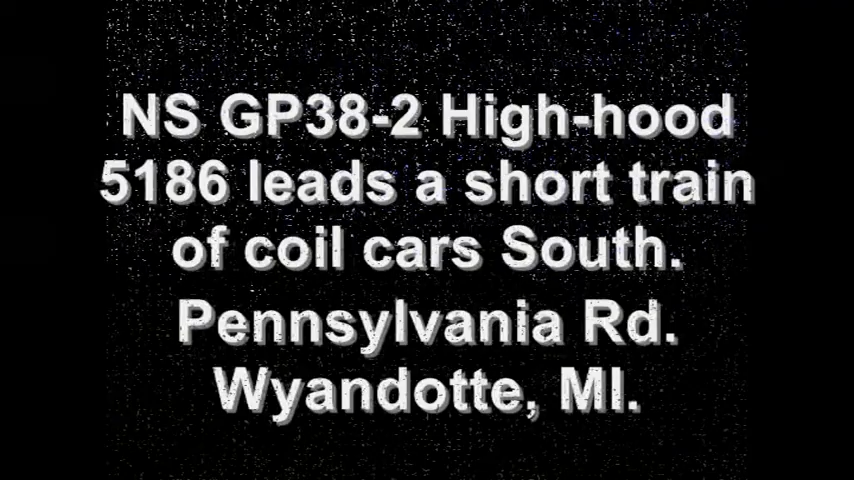 NS GP38-2 High-hood
5186 leads a short train
of coil cars South.
Pennsylvania Rd.
Wyandotte, MI.